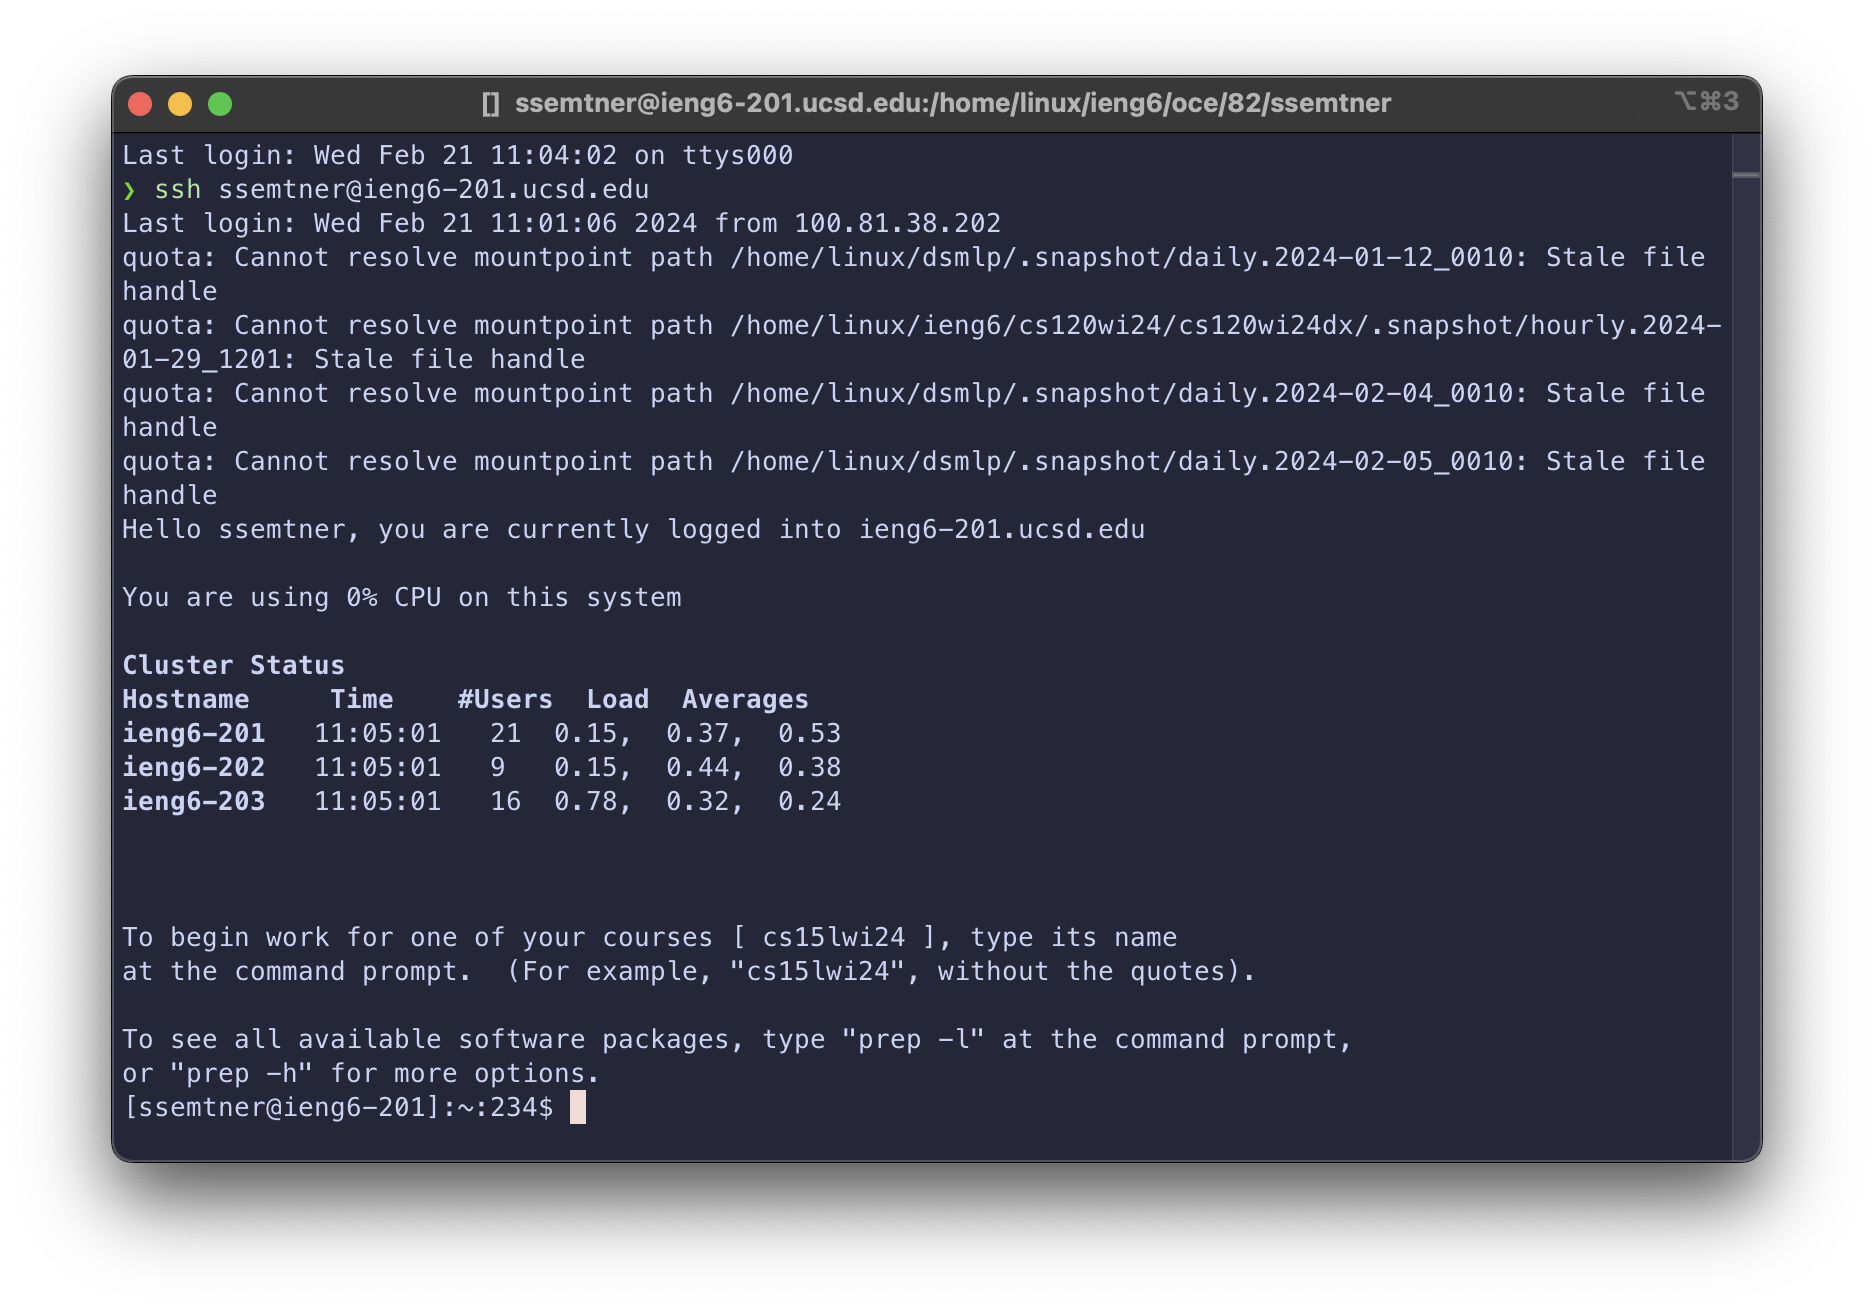 [] ssemtner@ieng6-201.ucsd.edu:/home/linux/ieng6/oce/82/ssemtner ⌥⌘3
Last login: Wed Feb 21 11:04:02 on ttys000
❯ ssh ssemtner@ieng6-201.ucsd.edu
Last login: Wed Feb 21 11:01:06 2024 from 100.81.38.202
quota: Cannot resolve mountpoint path /home/linux/dsmlp/.snapshot/daily.2024-01-12_0010: Stale file
handle
quota: Cannot resolve mountpoint path /home/linux/ieng6/cs120wi24/cs120wi24dx/.snapshot/hourly.2024-
01-29_1201: Stale file handle
quota: Cannot resolve mountpoint path /home/linux/dsmlp/.snapshot/daily.2024-02-04_0010: Stale file
handle
quota: Cannot resolve mountpoint path /home/linux/dsmlp/.snapshot/daily.2024-02-05_0010: Stale file
handle
Hello ssemtner, you are currently logged into ieng6-201.ucsd.edu
You are using 0% CPU on this system
Cluster Status
Hostname     Time    #Users  Load  Averages
ieng6-201   11:05:01   21  0.15,  0.37,  0.53
ieng6-202   11:05:01   9   0.15,  0.44,  0.38
ieng6-203   11:05:01   16  0.78,  0.32,  0.24
To begin work for one of your courses [ cs15lwi24 ], type its name
at the command prompt.  (For example, "cs15lwi24", without the quotes).
To see all available software packages, type "prep -l" at the command prompt,
or "prep -h" for more options.
[ssemtner@ieng6-201]:~:234$